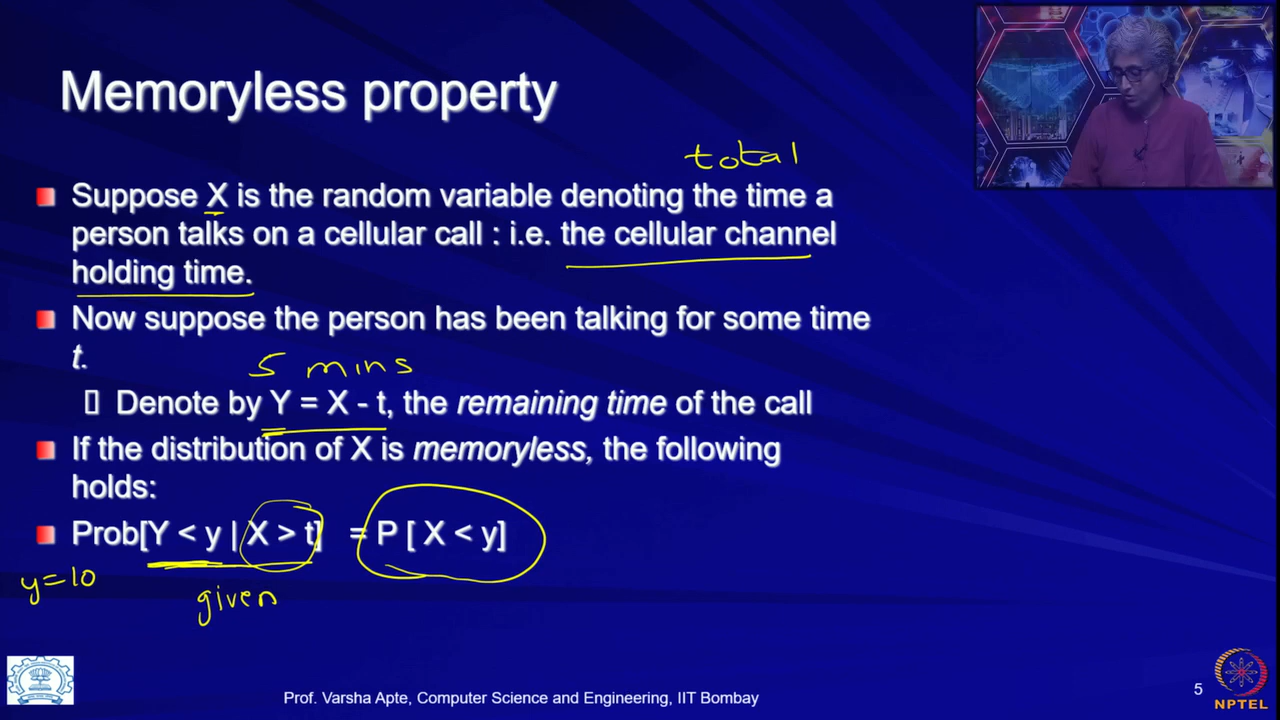 Memoryless property
total
Suppose X is the random variable denoting the time a
person talks on a cellular call : i.e. the cellular channel
holding time.
Now suppose the person has been talking for some time
t.
5 mins
Denote by Y = X - t, the remaining time of the call
If the distribution of X is memoryless, the following
holds:
Prob[Y < y | X > t] = P [ X < y]
y=10
given
Prof. Varsha Apte, Computer Science and Engineering, IIT Bombay
5
NPTEL